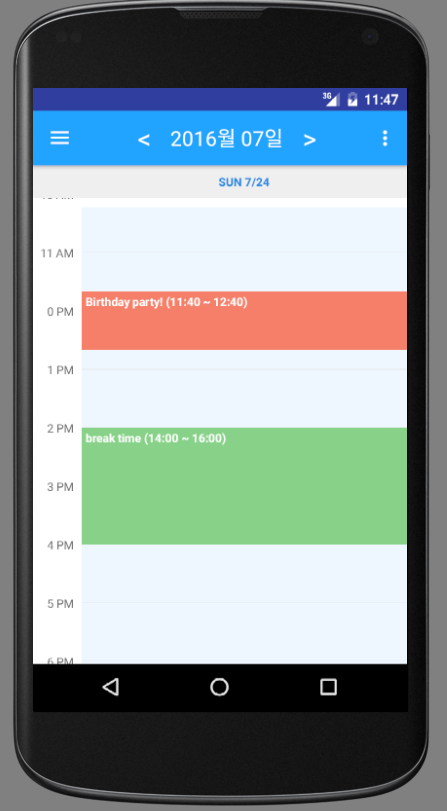 3G 11:47
< 2016월 07일 >
SUN 7/24
11 AM
Birthday party! (11:40 ~ 12:40)
0 PM
1 PM
2 PM
break time (14:00 ~ 16:00)
3 PM
4 PM
5 PM
6 PM